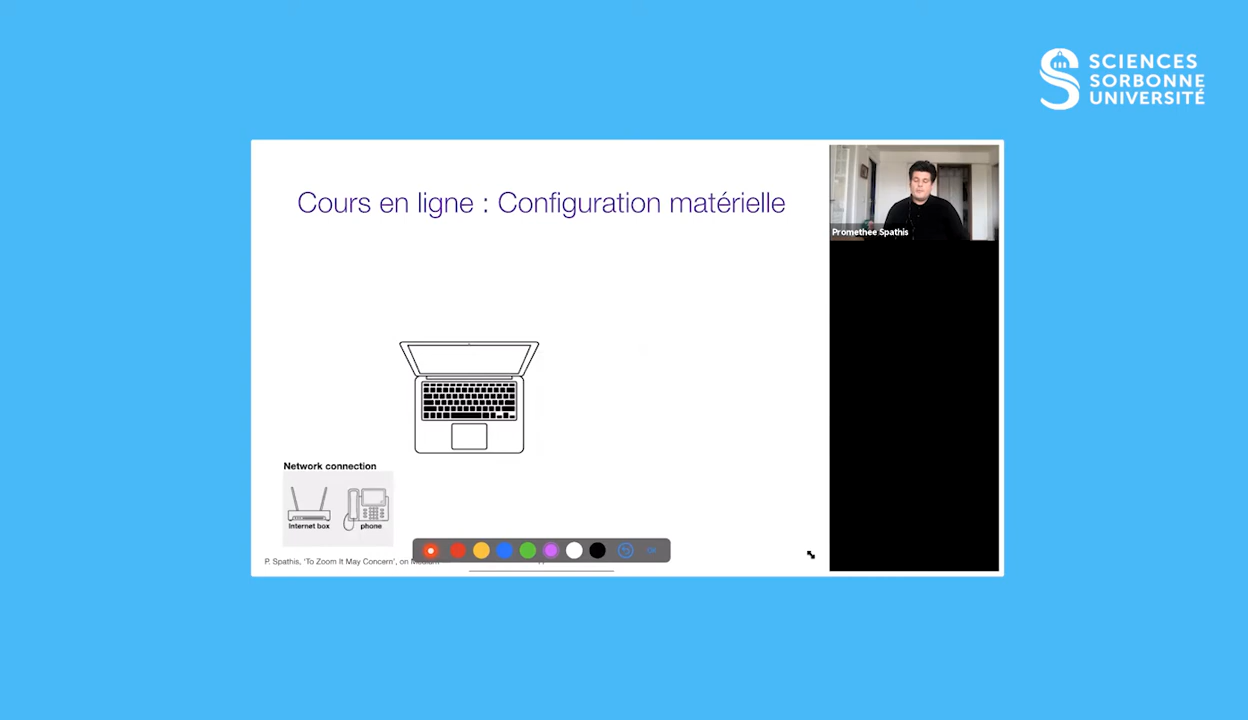 SCIENCES
SORBONNE
UNIVERSITÉ
Cours en ligne : Configuration matérielle
Promethee Spathis
Network connection
Internet box
phone
P. Spathis, 'To Zoom It May Concern', on Medium